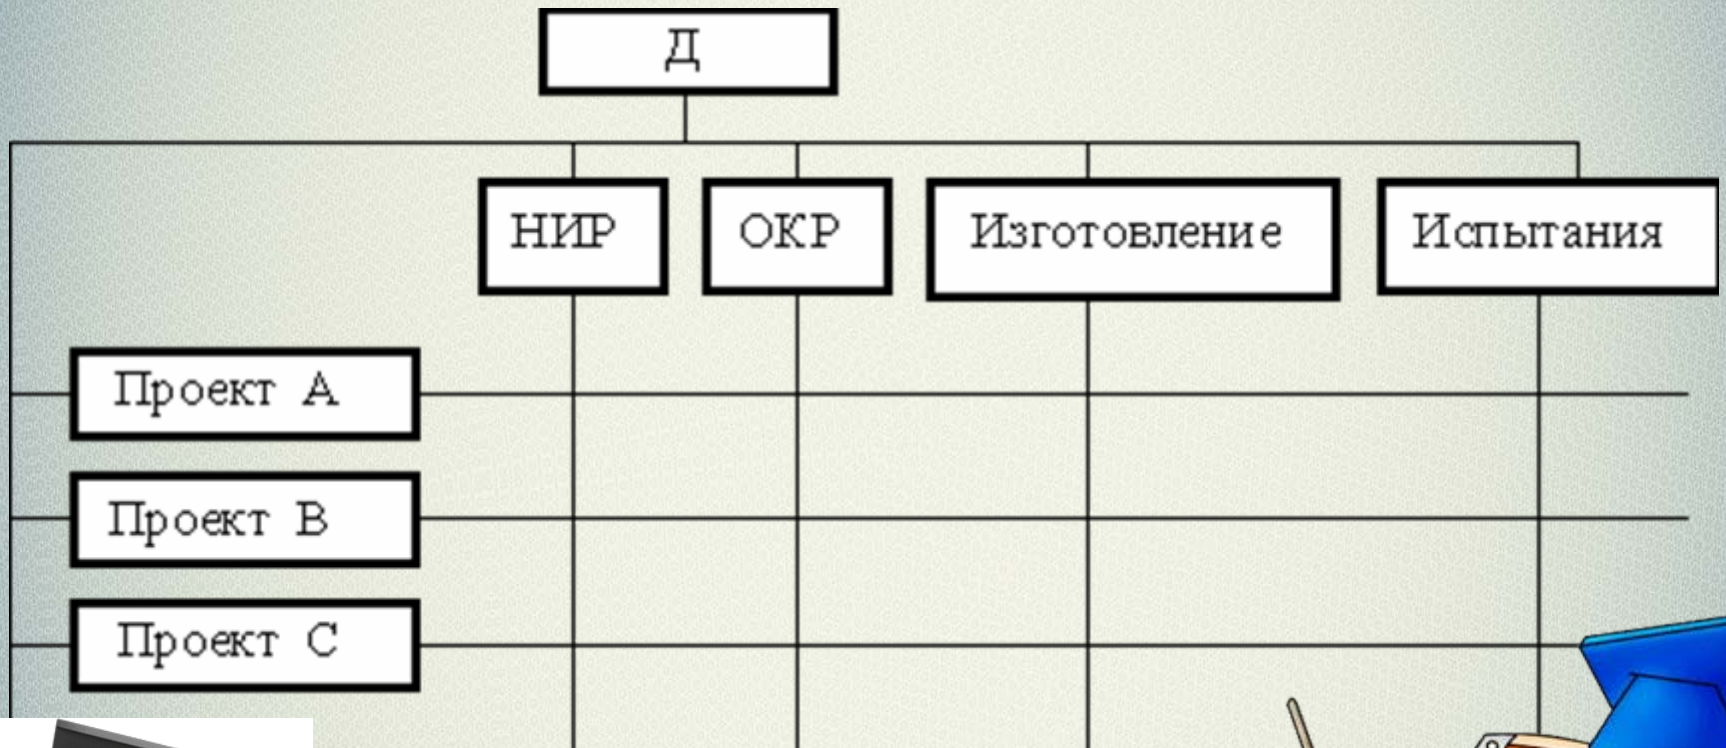 Д
НИР ОКР Изготовление Испытания
Проект А
Проект В
Проект С